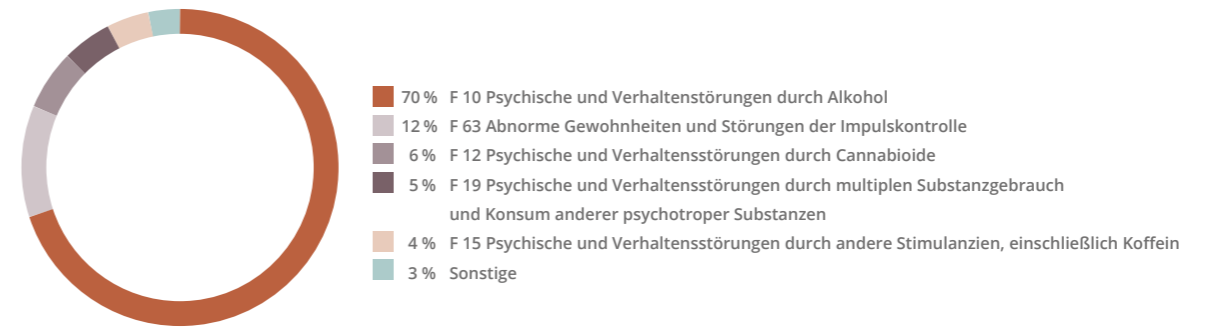 70 % F 10 Psychische und Verhaltenstörungen durch Alkohol
12 % F 63 Abnorme Gewohnheiten und Störungen der Impulskontrolle
6 % F 12 Psychische und Verhaltensstörungen durch Cannabioide
5 % F 19 Psychische und Verhaltensstörungen durch multiplen Substanzgebrauch
und Konsum anderer psychotroper Substanzen
4 % F 15 Psychische und Verhaltensstörungen durch andere Stimulanzien, einschließlich Koffein
3 % Sonstige